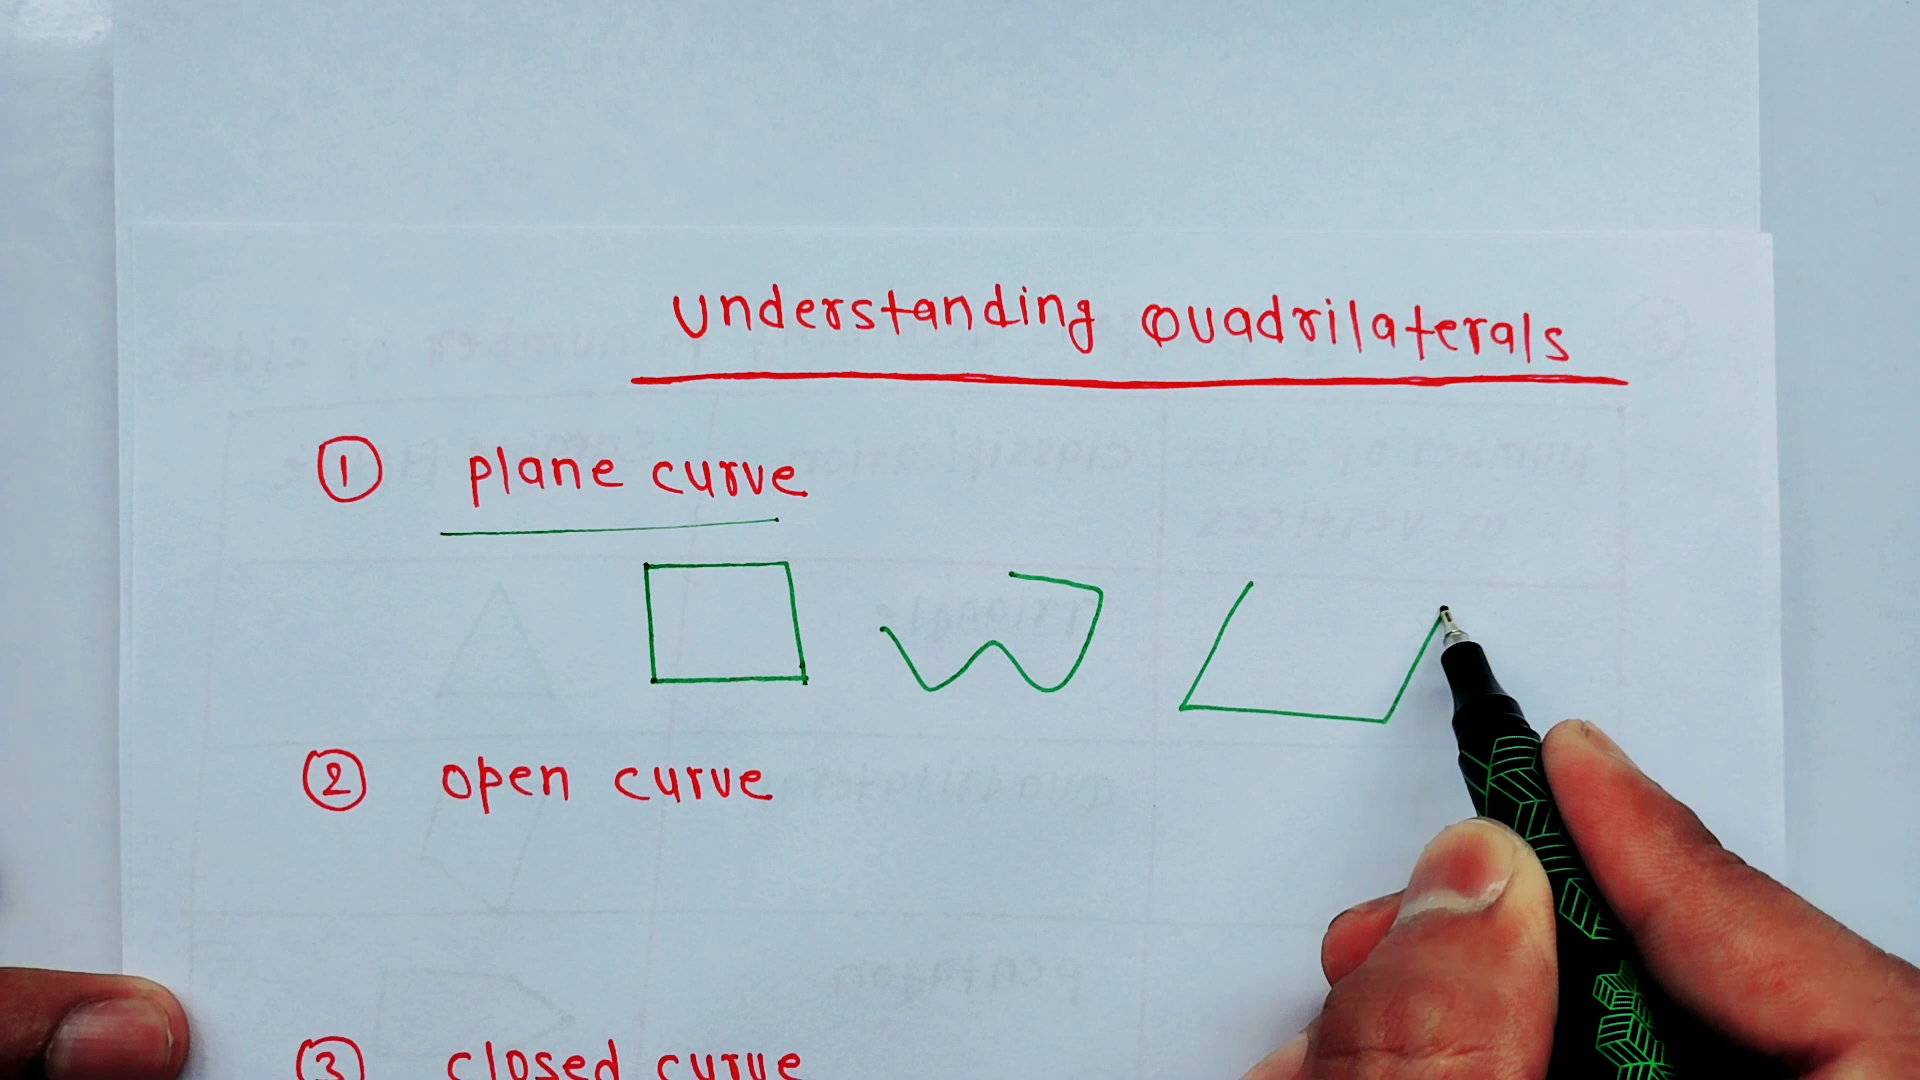 understanding Quadrilaterals
1 plane curve
2 open curve
3 closed curve